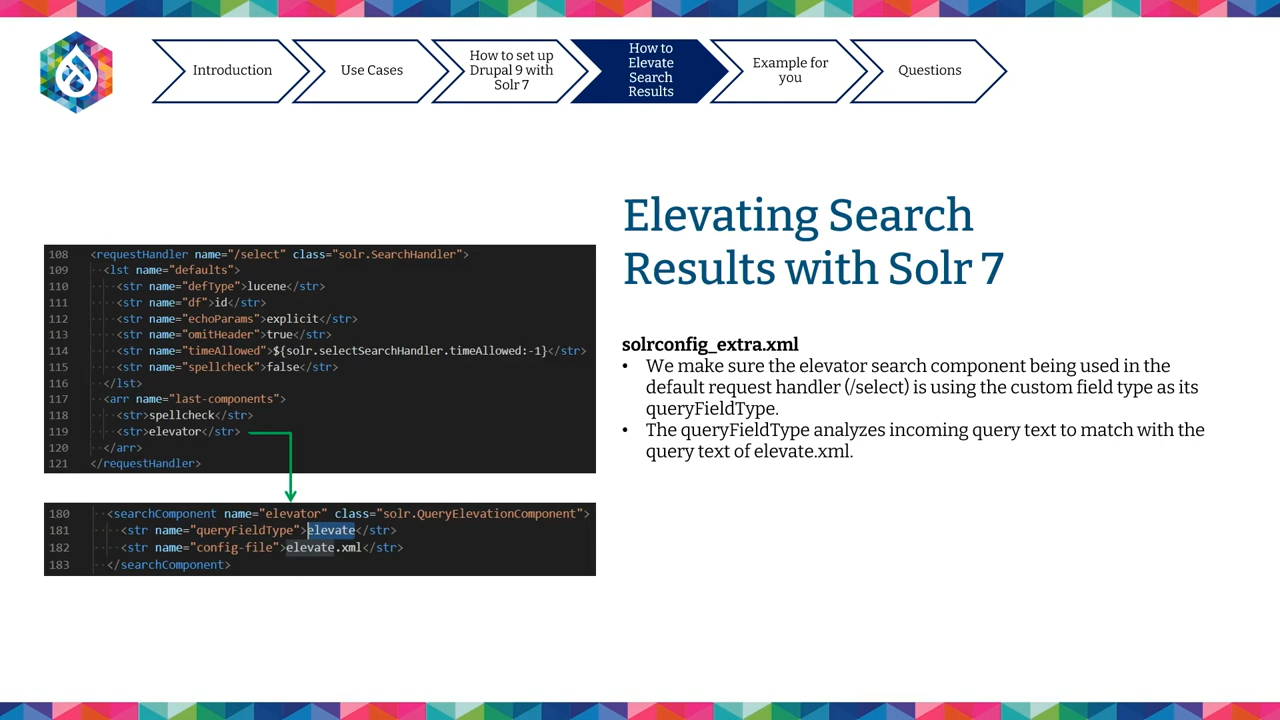 Introduction
Use Cases
How to set up
Drupal 9 with
Solr 7
How to
Elevate
Search
Results
Example for
you
Questions
Elevating Search
Results with Solr 7
108 <requestHandler name="/select" class="solr.SearchHandler">
109 <lst name="defaults">
110 <str name="defType">lucene</str>
111 <str name="df">id</str>
112 <str name="echoParams">explicit</str>
113 <str name="omitHeader">true</str>
114 <str name="timeAllowed">${solr.selectSearchHandler.timeAllowed:-1}</str>
115 <str name="spellcheck">false</str>
116 </lst>
117 <arr name="last-components">
118 <str>spellcheck</str>
119 <str>elevator</str>
120 </arr>
121 </requestHandler>
180 <searchComponent name="elevator" class="solr.QueryElevationComponent">
181 <str name="queryFieldType">elevate</str>
182 <str name="config-file">elevate.xml</str>
183 </searchComponent>
solrconfig_extra.xml
• We make sure the elevator search component being used in the
default request handler (/select) is using the custom field type as its
queryFieldType.
• The queryFieldType analyzes incoming query text to match with the
query text of elevate.xml.